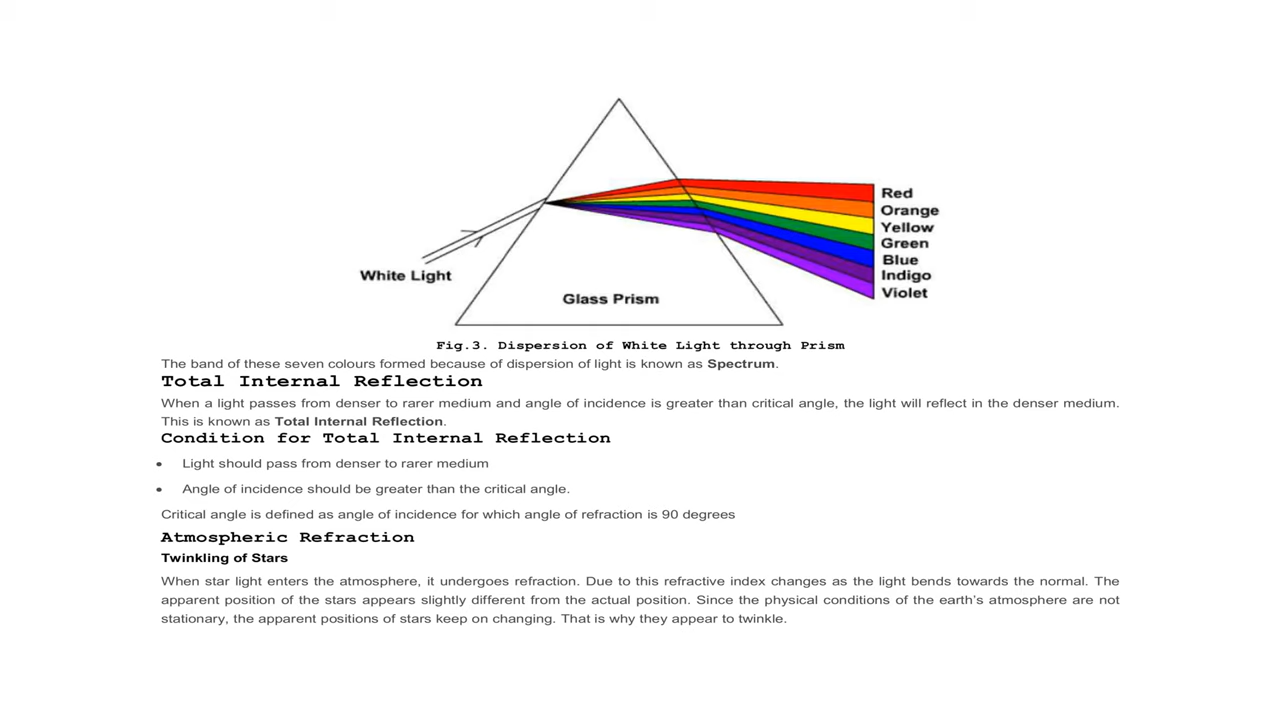 Red
Orange
Yellow
Green
Blue
Indigo
Violet
White Light
Glass Prism
Fig.3. Dispersion of White Light through Prism
The band of these seven colours formed because of dispersion of light is known as Spectrum.
Total Internal Reflection
When a light passes from denser to rarer medium and angle of incidence is greater than critical angle, the light will reflect in the denser medium.
This is known as Total Internal Reflection.
Condition for Total Internal Reflection
• Light should pass from denser to rarer medium
• Angle of incidence should be greater than the critical angle.
Critical angle is defined as angle of incidence for which angle of refraction is 90 degrees
Atmospheric Refraction
Twinkling of Stars
When star light enters the atmosphere, it undergoes refraction. Due to this refractive index changes as the light bends towards the normal. The
apparent position of the stars appears slightly different from the actual position. Since the physical conditions of the earth's atmosphere are not
stationary, the apparent positions of stars keep on changing. That is why they appear to twinkle.